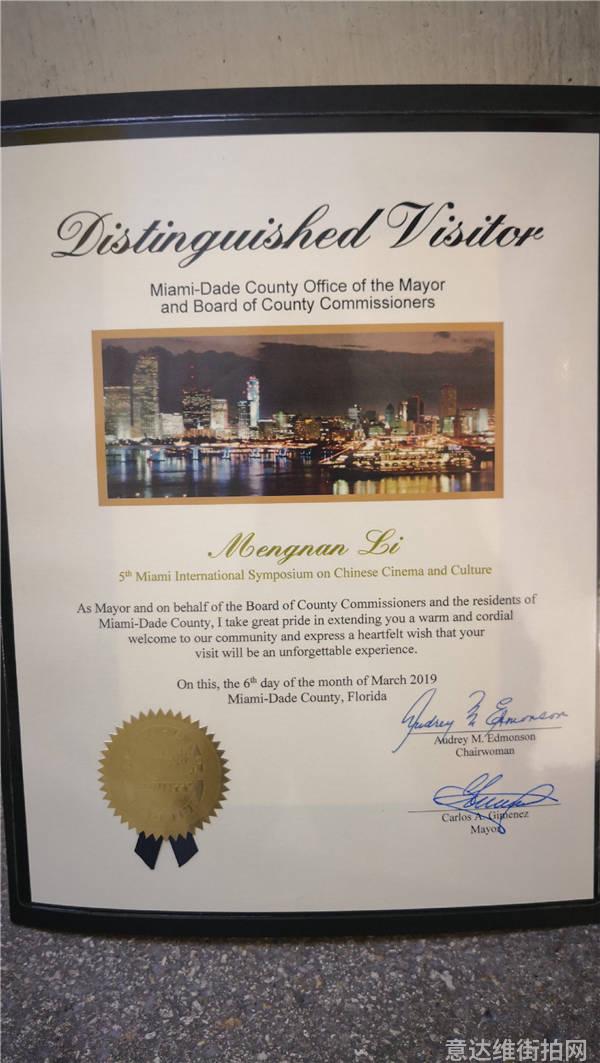 Distinguished Visitor
Miami-Dade County Office of the Mayor
and Board of County Commissioners
Mengnan Li
5th Miami International Symposium on Chinese Cinema and Culture
As Mayor and on behalf of the Board of County Commissioners and the residents of
Miami-Dade County, I take great pride in extending you a warm and cordial
welcome to our community and express a heartfelt wish that your
visit will be an unforgettable experience.
On this, the 6th day of the month of March 2019
Miami-Dade County, Florida
Audrey M. Edmonson
Audrey M. Edmonson
Chairwoman
Carlos A. Gimenez
Mayor
意达维街拍网